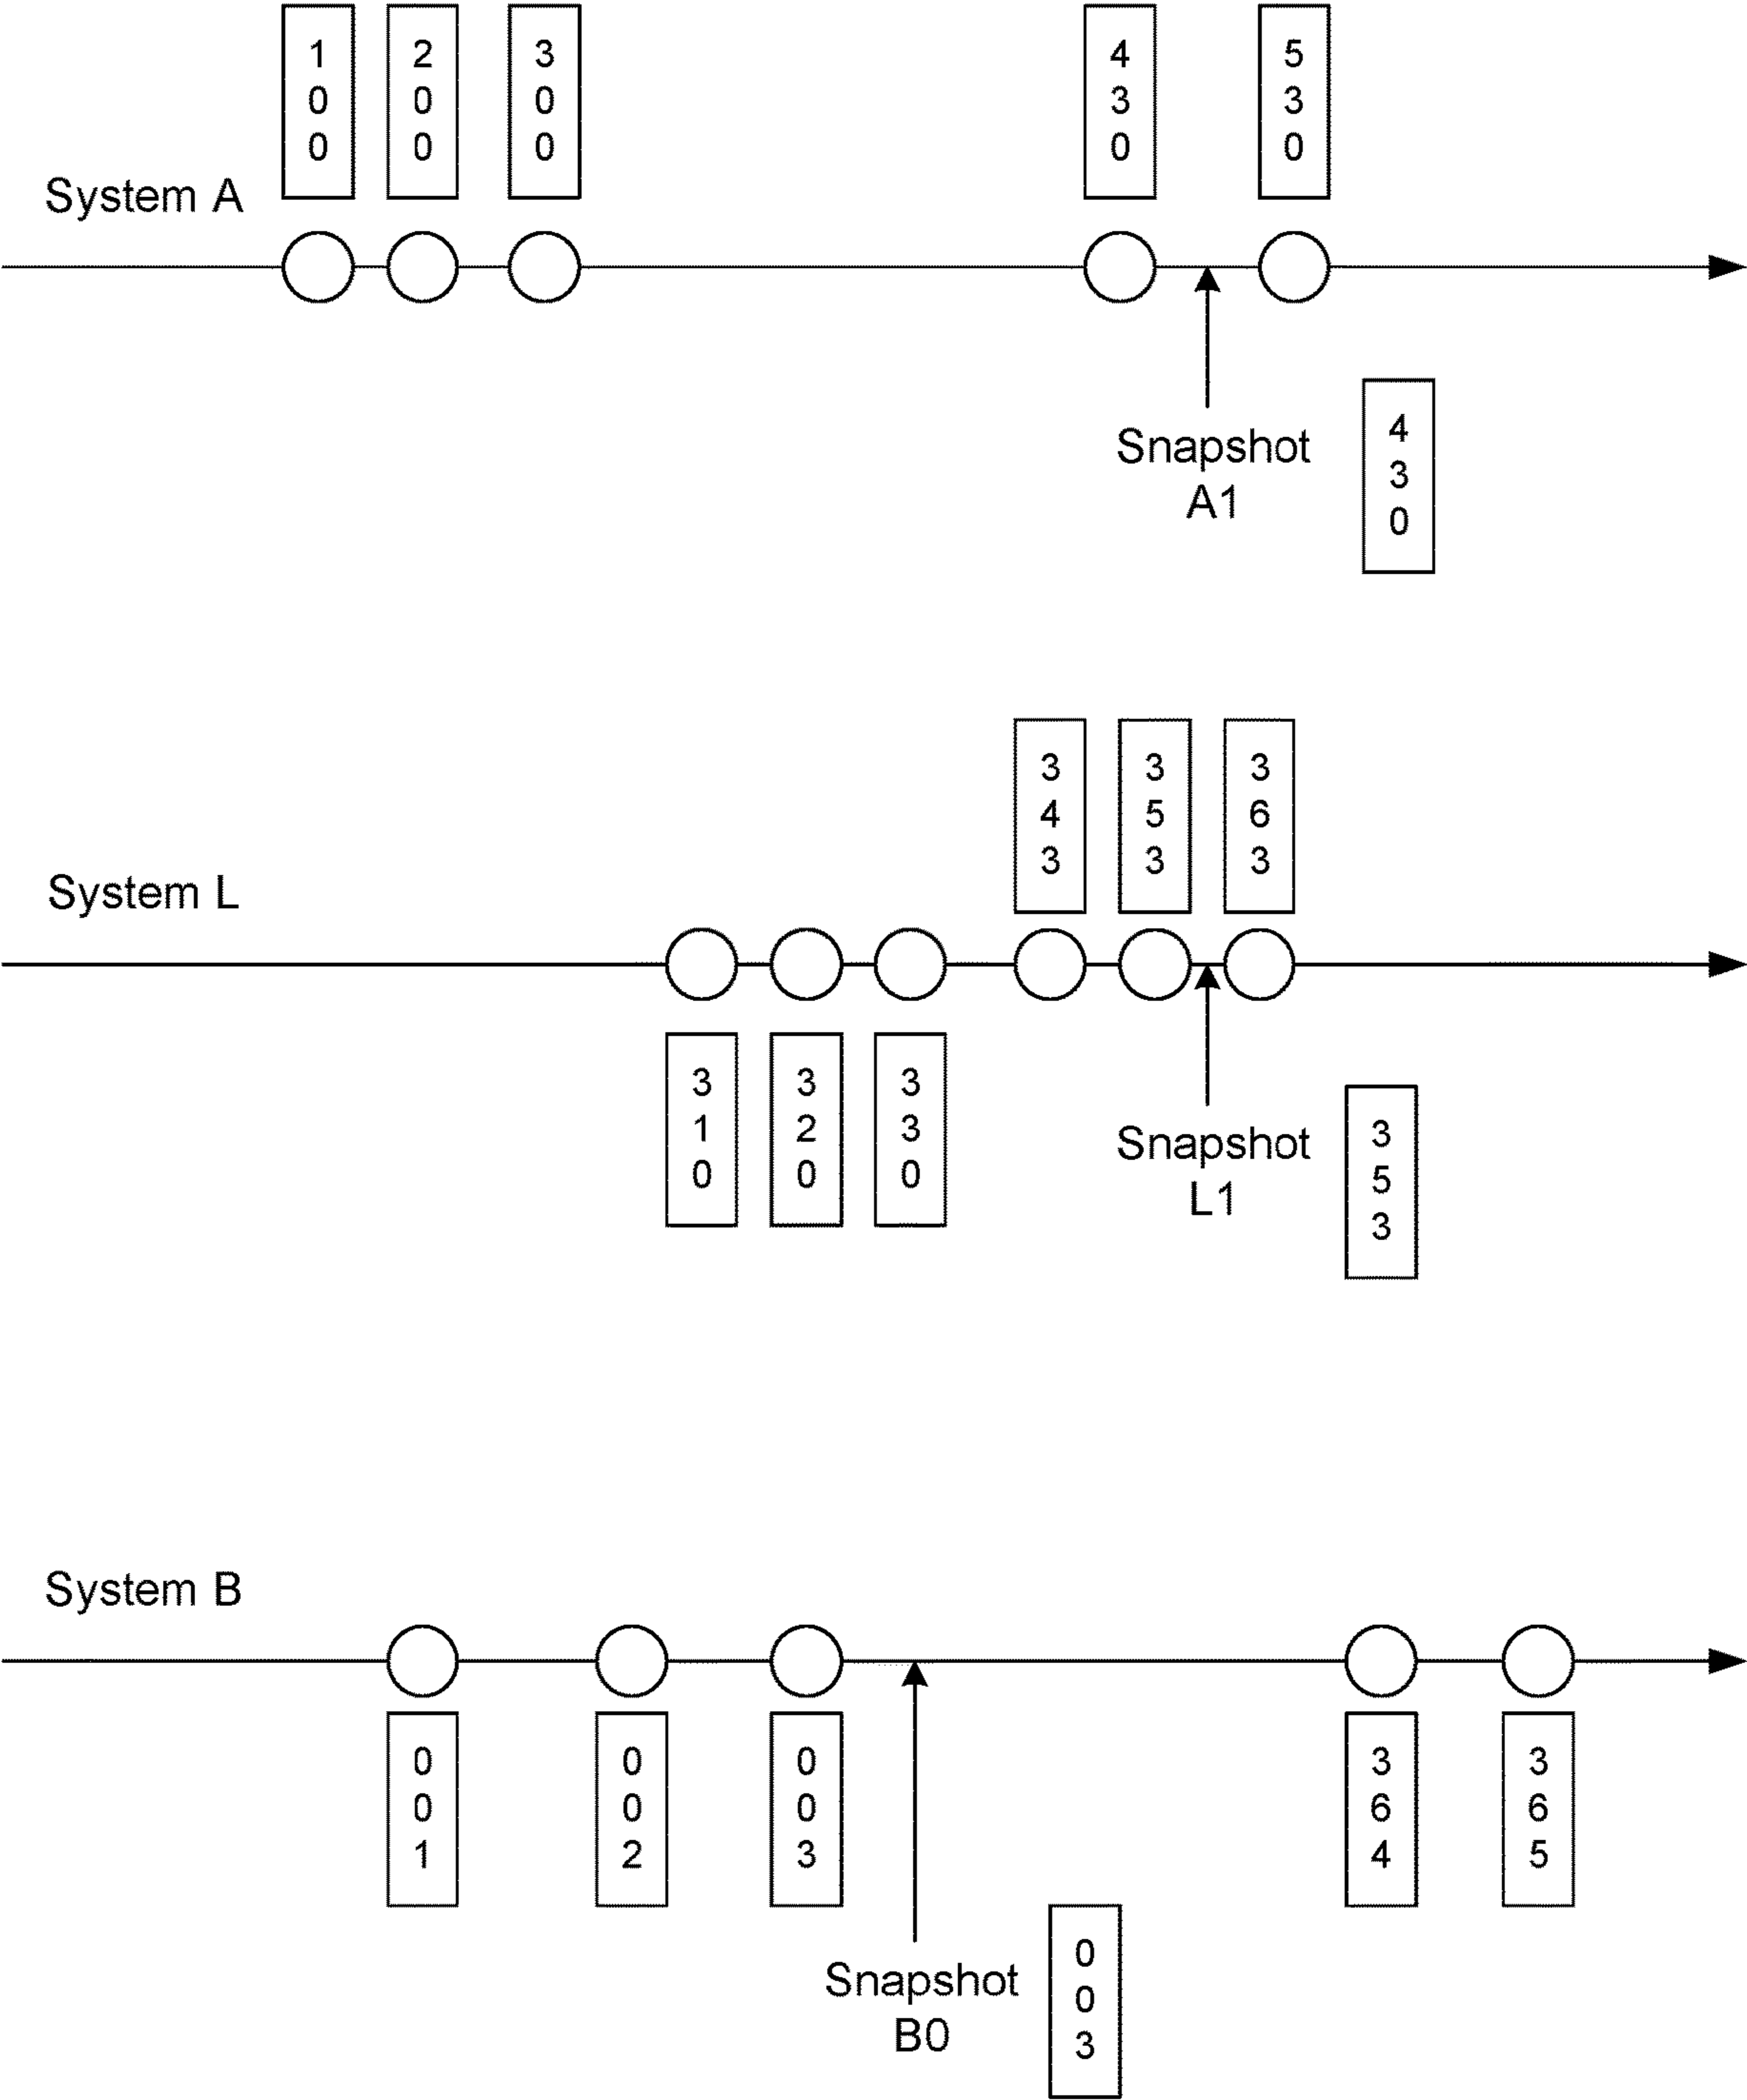 1 2 3 4 5
0 0 0 3 3
0 0 0 0 0
System A
Snapshot
A1
4
3
0
3 3 3
4 5 6
3 3 3
System L
3 3 3
1 2 3
0 0 0
Snapshot
L1
3
5
3
System B
0 0 0 3 3
0 0 0 6 6
1 2 3 4 5
Snapshot
B0
0
0
3